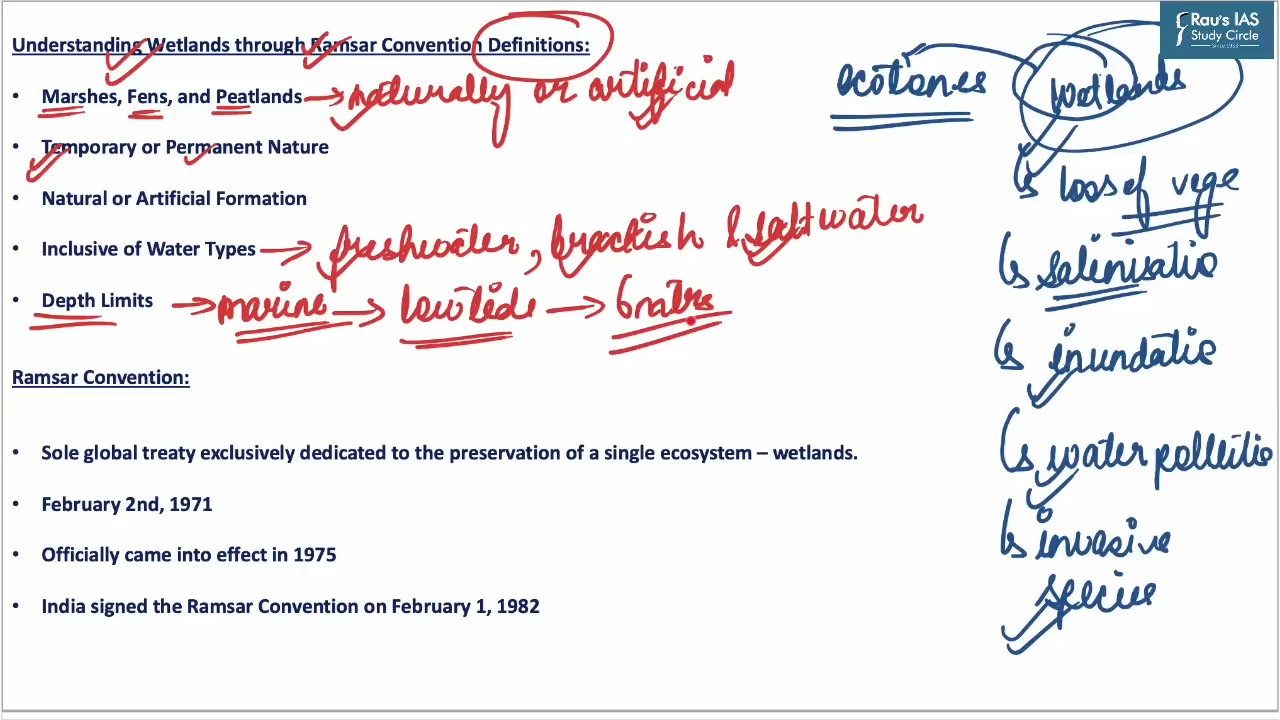 Rau's IAS
Study Circle
Since 1953
Understanding Wetlands through Ramsar Convention Definitions:
• Marshes, Fens, and Peatlands → naturally or artificial
• Temporary or Permanent Nature
• Natural or Artificial Formation
• Inclusive of Water Types → freshwater, brackish & saltwater
• Depth Limits → marine → lowtide → 6 mtrs
Ramsar Convention:
• Sole global treaty exclusively dedicated to the preservation of a single ecosystem – wetlands.
• February 2nd, 1971
• Officially came into effect in 1975
• India signed the Ramsar Convention on February 1, 1982
ecotones
wetlands
loss of vege
salinisatio
inundatio
water pollutio
invasive
species